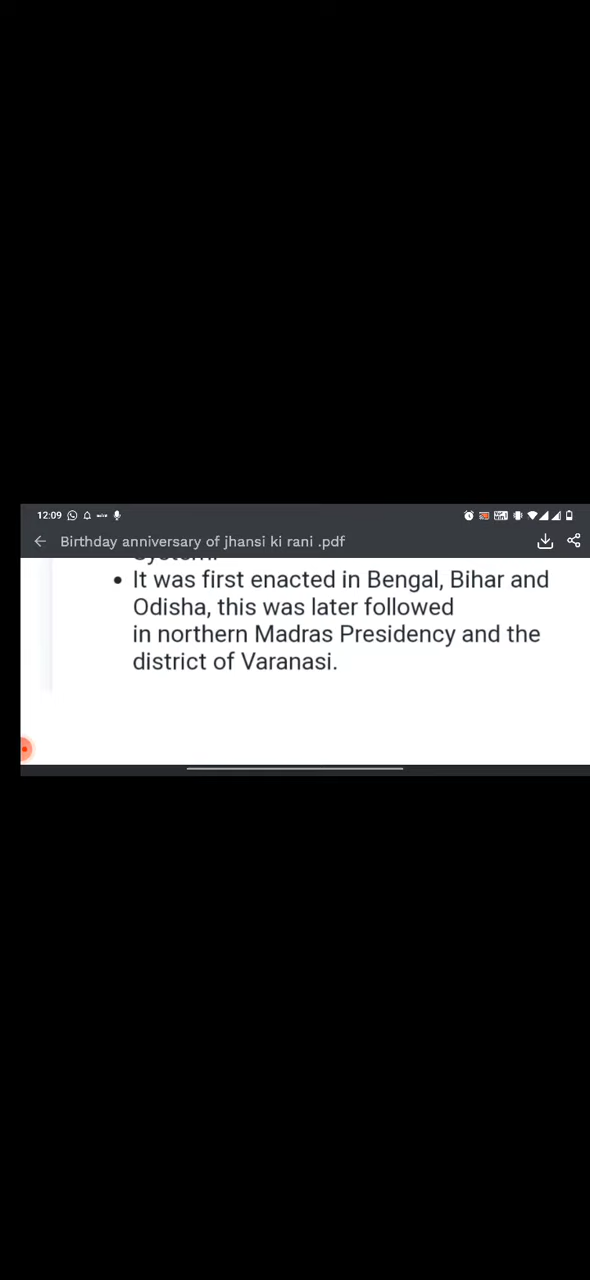 12:09
Birthday anniversary of jhansi ki rani .pdf
• It was first enacted in Bengal, Bihar and
Odisha, this was later followed
in northern Madras Presidency and the
district of Varanasi.